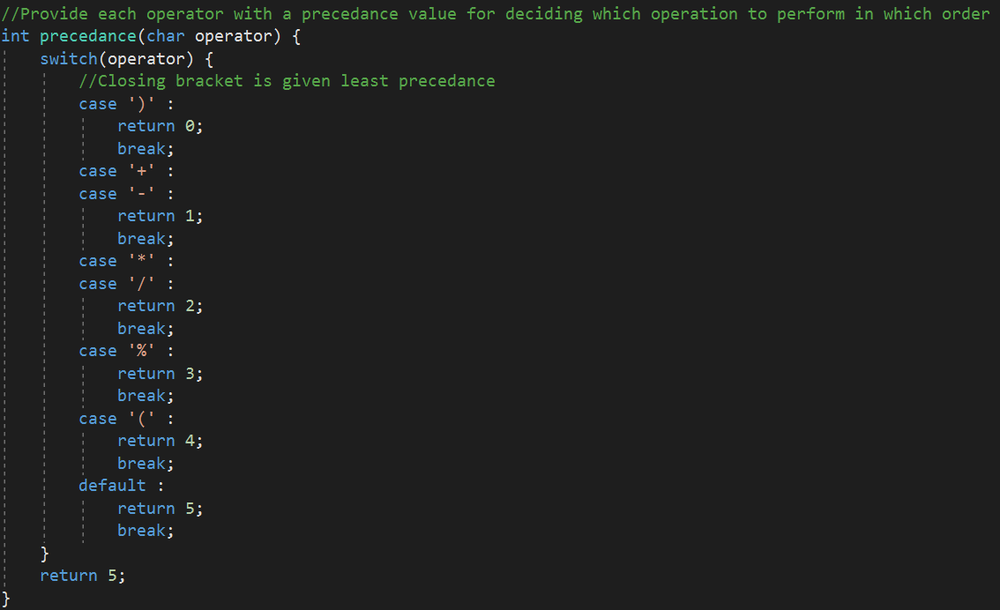 //Provide each operator with a precedance value for deciding which operation to perform in which order
int precedance(char operator) {
    switch(operator) {
        //Closing bracket is given least precedance
        case ')' :
            return 0;
            break;
        case '+' :
        case '-' :
            return 1;
            break;
        case '*' :
        case '/' :
            return 2;
            break;
        case '%' :
            return 3;
            break;
        case '(' :
            return 4;
            break;
        default :
            return 5;
            break;
    }
    return 5;
}